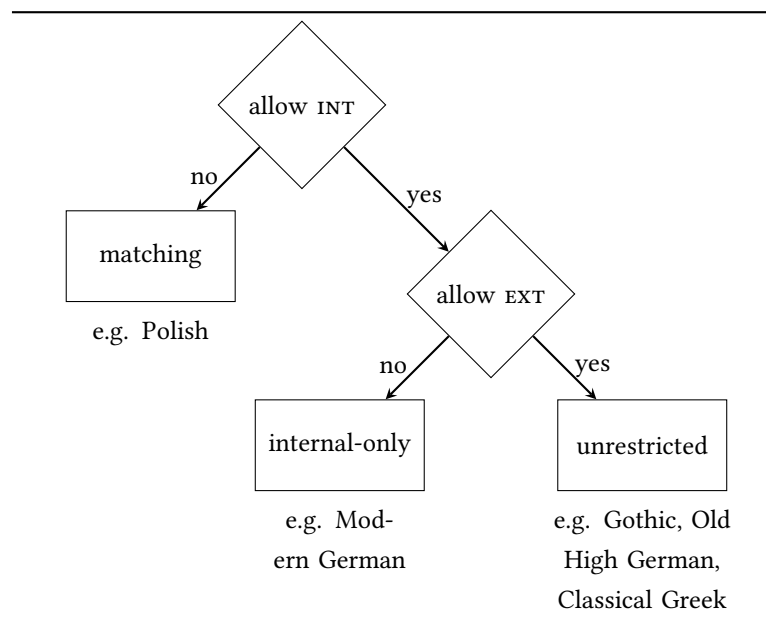 allow INT
no
yes
matching
allow EXT
e.g. Polish
no
yes
internal-only
unrestricted
e.g. Mod-
ern German
e.g. Gothic, Old
High German,
Classical Greek